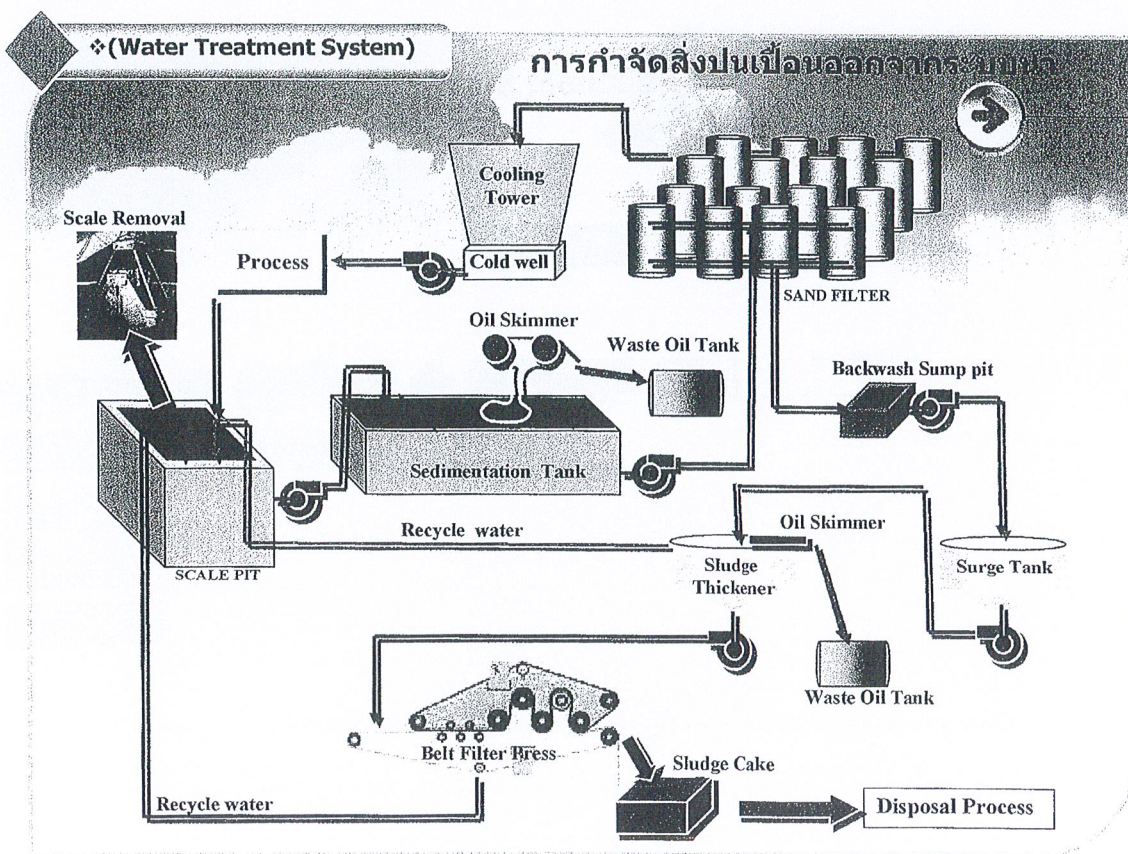 ❖(Water Treatment System)
การกำจัดสิ่งปนเปื้อนออกจากระบบน้ำ
Cooling
Tower
Scale Removal
Process
Cold well
SAND FILTER
Oil Skimmer
Waste Oil Tank
Backwash Sump pit
Sedimentation Tank
Recycle water
Oil Skimmer
SCALE PIT
Sludge
Thickener
Surge Tank
Waste Oil Tank
Belt Filter Press
Sludge Cake
Recycle water
Disposal Process